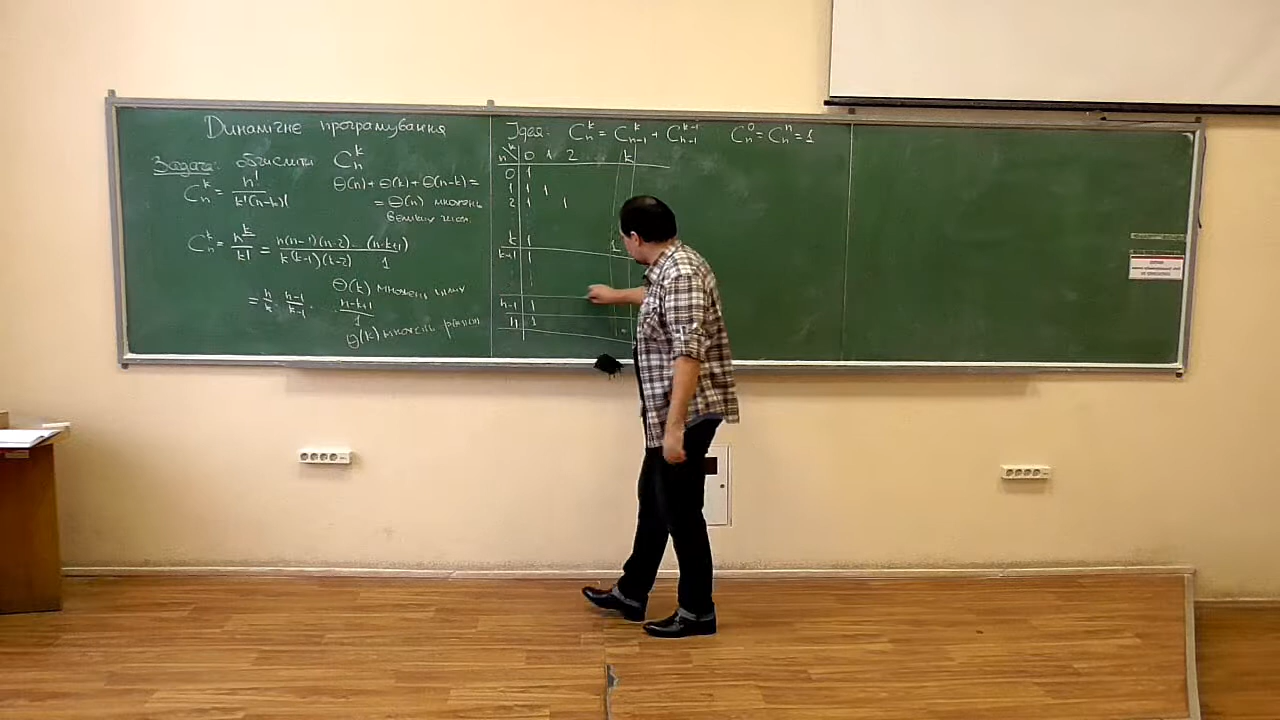 Динамічне програмування
Задача: обчислити C_n^k
C_n^k = n! / k!(n-k)!
Θ(n) + Θ(k) + Θ(n-k) =
= Θ(n) множень
великих чисел.
C_n^k = n^k / k! = n(n-1)(n-2)...(n-k+1) / k(k-1)(k-2) 1
Θ(k) множень
= n/k · (n-1)/(k-1) · ... (n-k+1)/1
Θ(k) множень
Ідея: C_n^k = C_{n-1}^k + C_{n-1}^{k-1} C_n^0 = C_n^n = 1
n\k 0 1 2 k
0 1
1 1 1
2 1 1
k 1 1
k+1 1
n-1 1
n 1